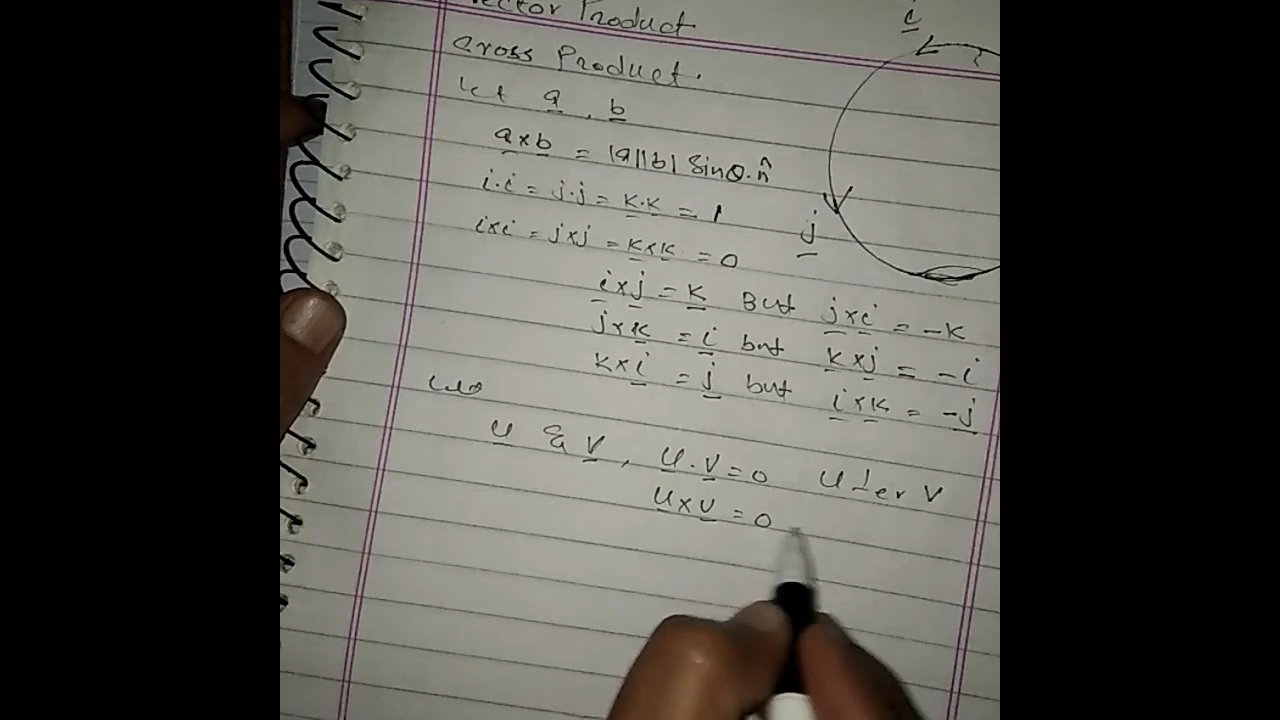 Vector Product
Cross Product.
i
Let a, b
a×b = |a||b| Sinθ.n̂
i.i = j.j = k.k = 1
j
i×i = j×j = k×k = 0
i×j = k But j×i = -k
j×k = i but k×j = -i
k×i = j but i×k = -j
u & v, u.v=0 u ⊥er v
u×v = 0